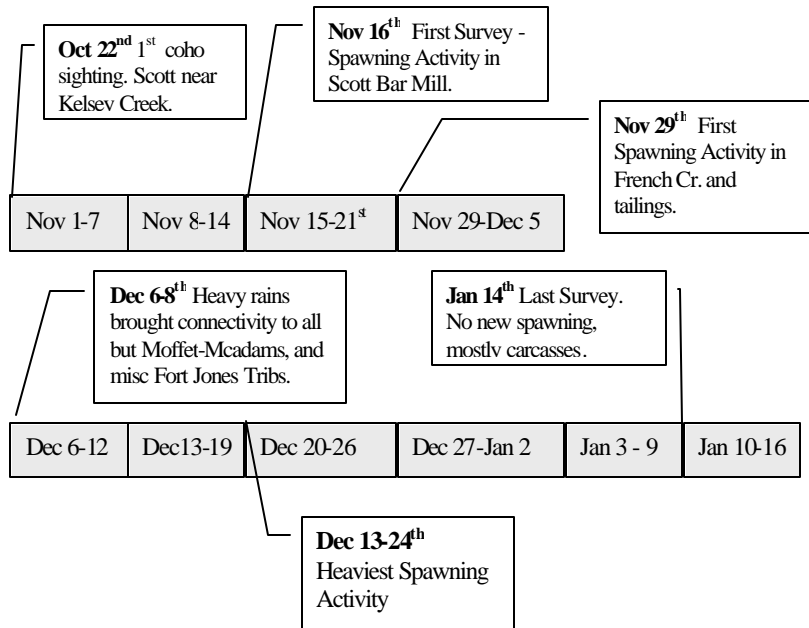 Oct 22nd 1st coho
sighting. Scott near
Kelsey Creek.
Nov 16th First Survey -
Spawning Activity in
Scott Bar Mill.
Nov 29th First
Spawning Activity in
French Cr. and
tailings.
Nov 1-7 Nov 8-14 Nov 15-21st Nov 29-Dec 5
Dec 6-8th Heavy rains
brought connectivity to all
but Moffet-Mcadams, and
misc Fort Jones Tribs.
Jan 14th Last Survey.
No new spawning,
mostly carcasses.
Dec 6-12 Dec13-19 Dec 20-26 Dec 27-Jan 2 Jan 3 - 9 Jan 10-16
Dec 13-24th
Heaviest Spawning
Activity